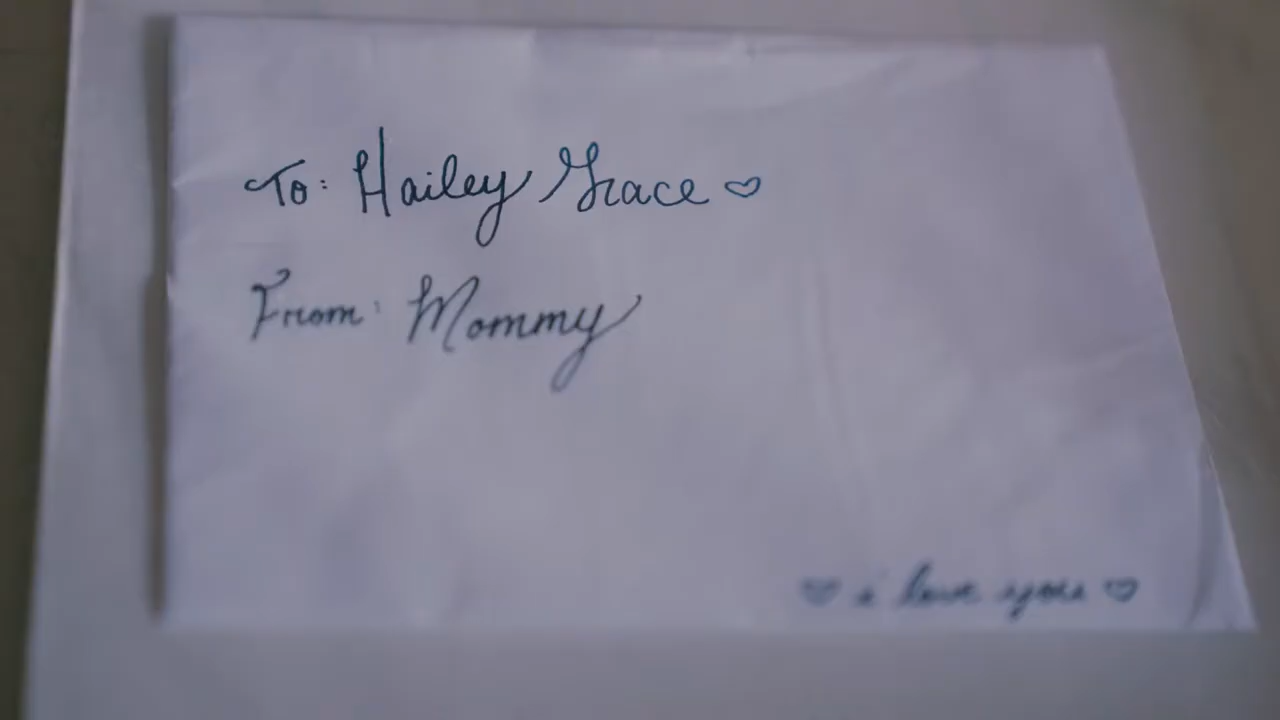 To: Hailey Grace ♡
From: Mommy
♡ i love you ♡